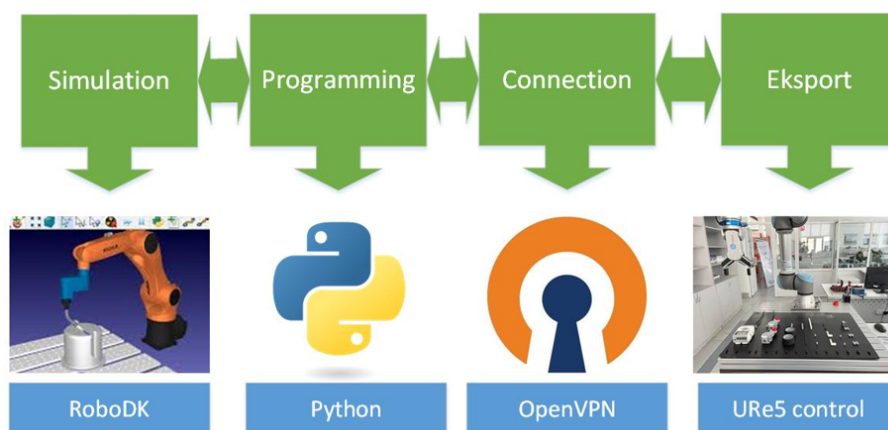 Simulation
Programming
Connection
Eksport
RoboDK
Python
OpenVPN
URe5 control